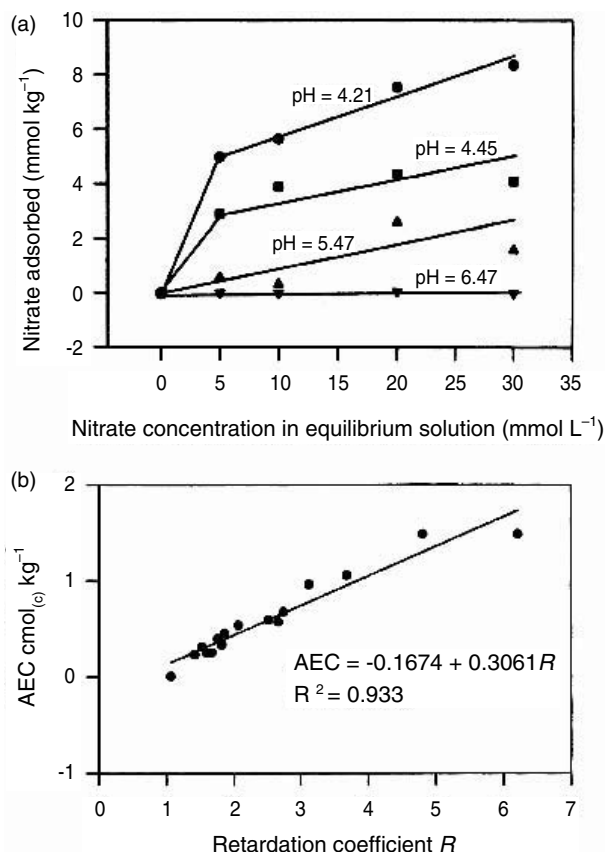 (a)
Nitrate adsorbed (mmol kg⁻¹)
10
8
6
4
2
0
-2
pH = 4.21
pH = 4.45
pH = 5.47
pH = 6.47
0 5 10 15 20 25 30 35
Nitrate concentration in equilibrium solution (mmol L⁻¹)
(b)
AEC cmol(c) kg⁻¹
2
1
0
-1
AEC = -0.1674 + 0.3061R
R² = 0.933
0 1 2 3 4 5 6 7
Retardation coefficient R